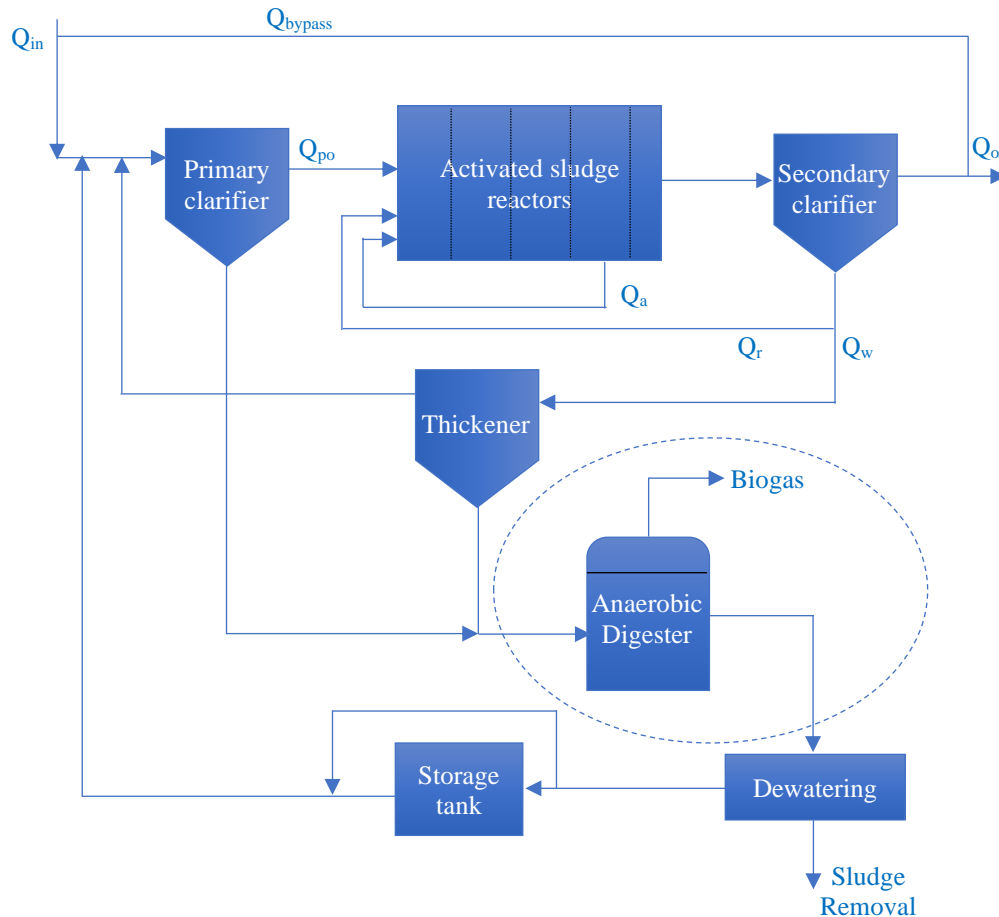 Q_bypass
Q_in
Primary
clarifier
Q_po
Activated sludge
reactors
Secondary
clarifier
Q_o
Q_a
Q_r
Q_w
Thickener
Biogas
Anaerobic
Digester
Storage
tank
Dewatering
Sludge
Removal